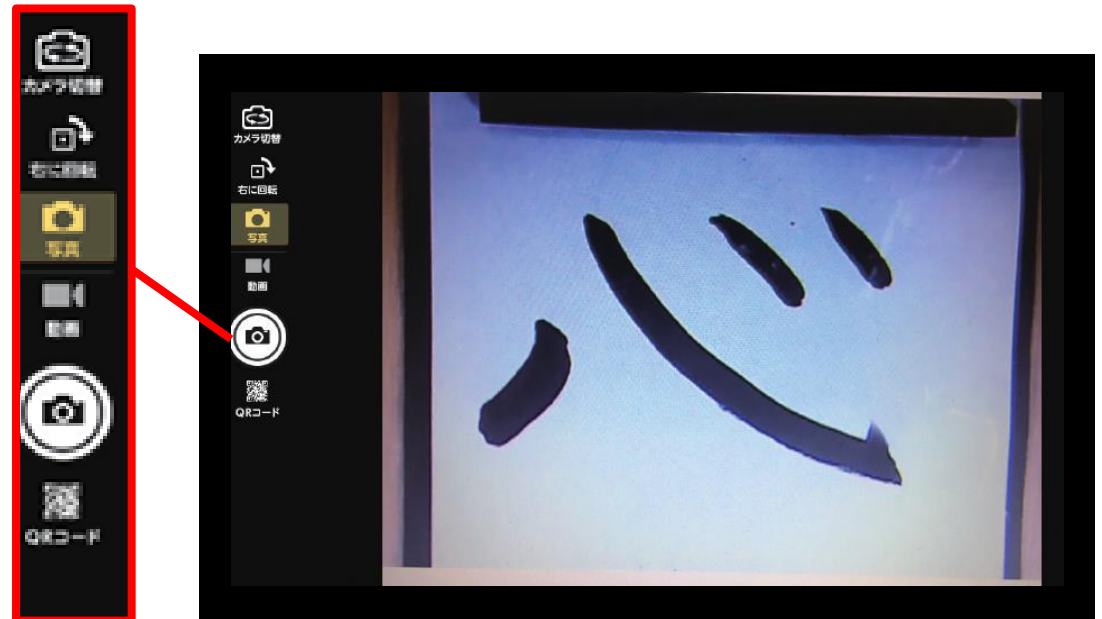 カメラ切替
右に回転
写真
動画
QRコード
カメラ切替
右に回転
写真
動画
QRコード
心